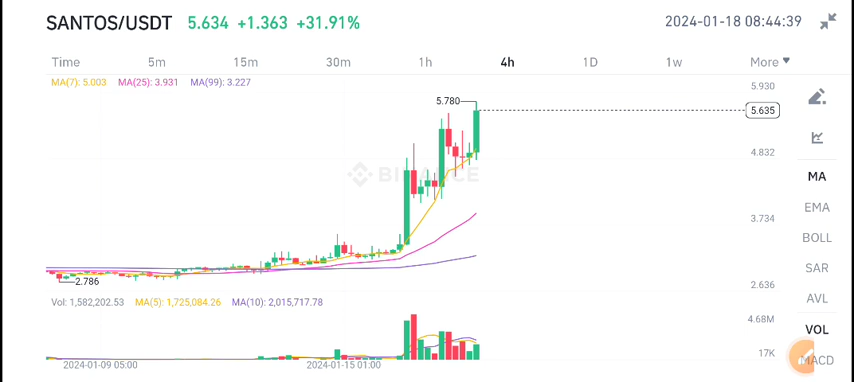 SANTOS/USDT 5.634 +1.363 +31.91% 2024-01-18 08:44:39
Time 5m 15m 30m 1h 4h 1D 1w More
MA(7): 5.003 MA(25): 3.931 MA(99): 3.227
5.930
5.780
5.635
4.832
BINANCE
3.734
2.786
2.636
Vol: 1,582,202.53 MA(5): 1,725,084.26 MA(10): 2,015,717.78
4.68M
17K
2024-01-09 05:00 2024-01-15 01:00
MA
EMA
BOLL
SAR
AVL
VOL
MACD